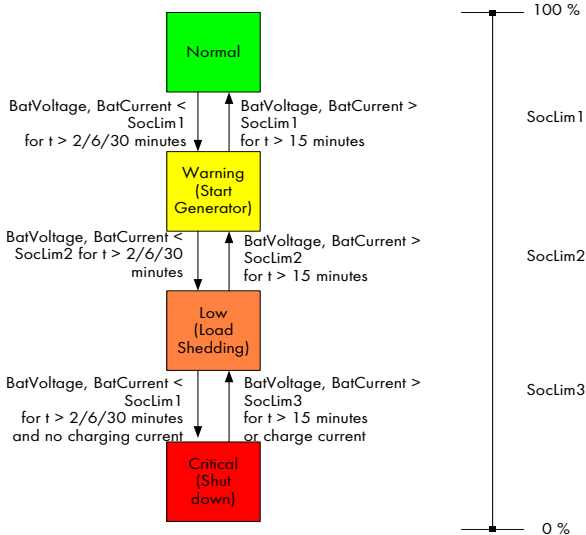 100 %
Normal
BatVoltage, BatCurrent <
SocLim1
for t > 2/6/30 minutes
BatVoltage, BatCurrent >
SocLim1
for t > 15 minutes
SocLim1
Warning
(Start
Generator)
BatVoltage, BatCurrent <
SocLim2 for t > 2/6/30
minutes
BatVoltage, BatCurrent >
SocLim2
for t > 15 minutes
SocLim2
Low
(Load
Shedding)
BatVoltage, BatCurrent <
SocLim1
for t > 2/6/30 minutes
and no charging current
BatVoltage, BatCurrent >
SocLim3
for t > 15 minutes
or charge current
SocLim3
Critical
(Shut
down)
0 %